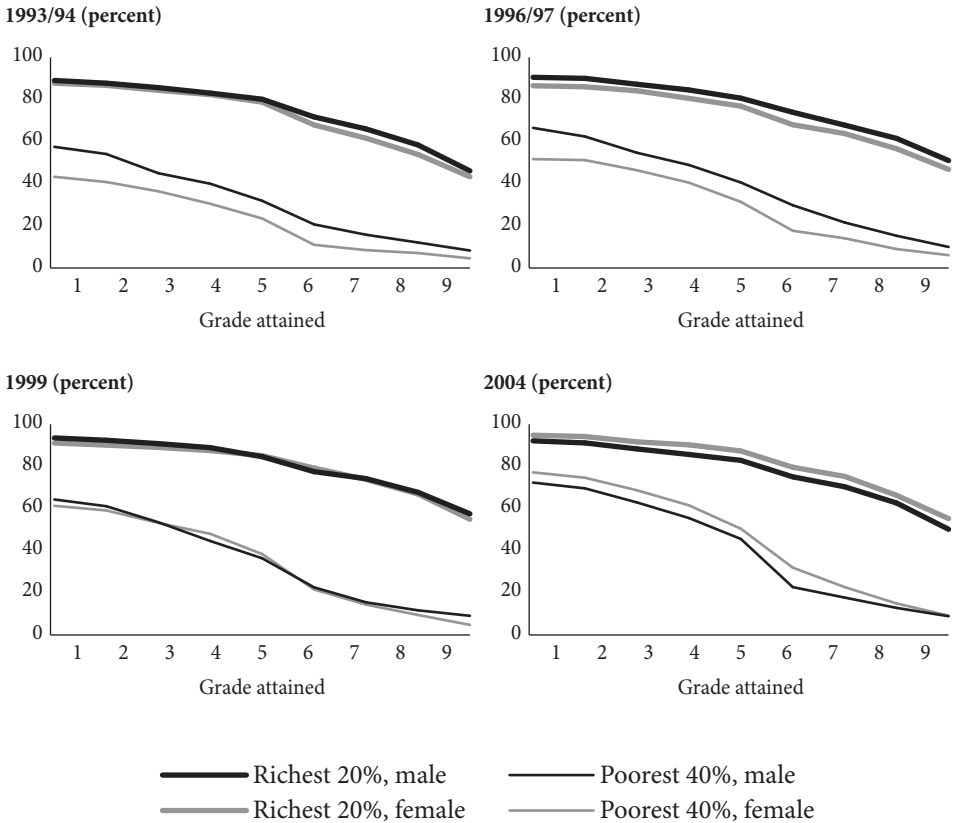 1993/94 (percent)
100
80
60
40
20
0
1 2 3 4 5 6 7 8 9
Grade attained
1996/97 (percent)
100
80
60
40
20
0
1 2 3 4 5 6 7 8 9
Grade attained
1999 (percent)
100
80
60
40
20
0
1 2 3 4 5 6 7 8 9
Grade attained
2004 (percent)
100
80
60
40
20
0
1 2 3 4 5 6 7 8 9
Grade attained
Richest 20%, male
Richest 20%, female
Poorest 40%, male
Poorest 40%, female